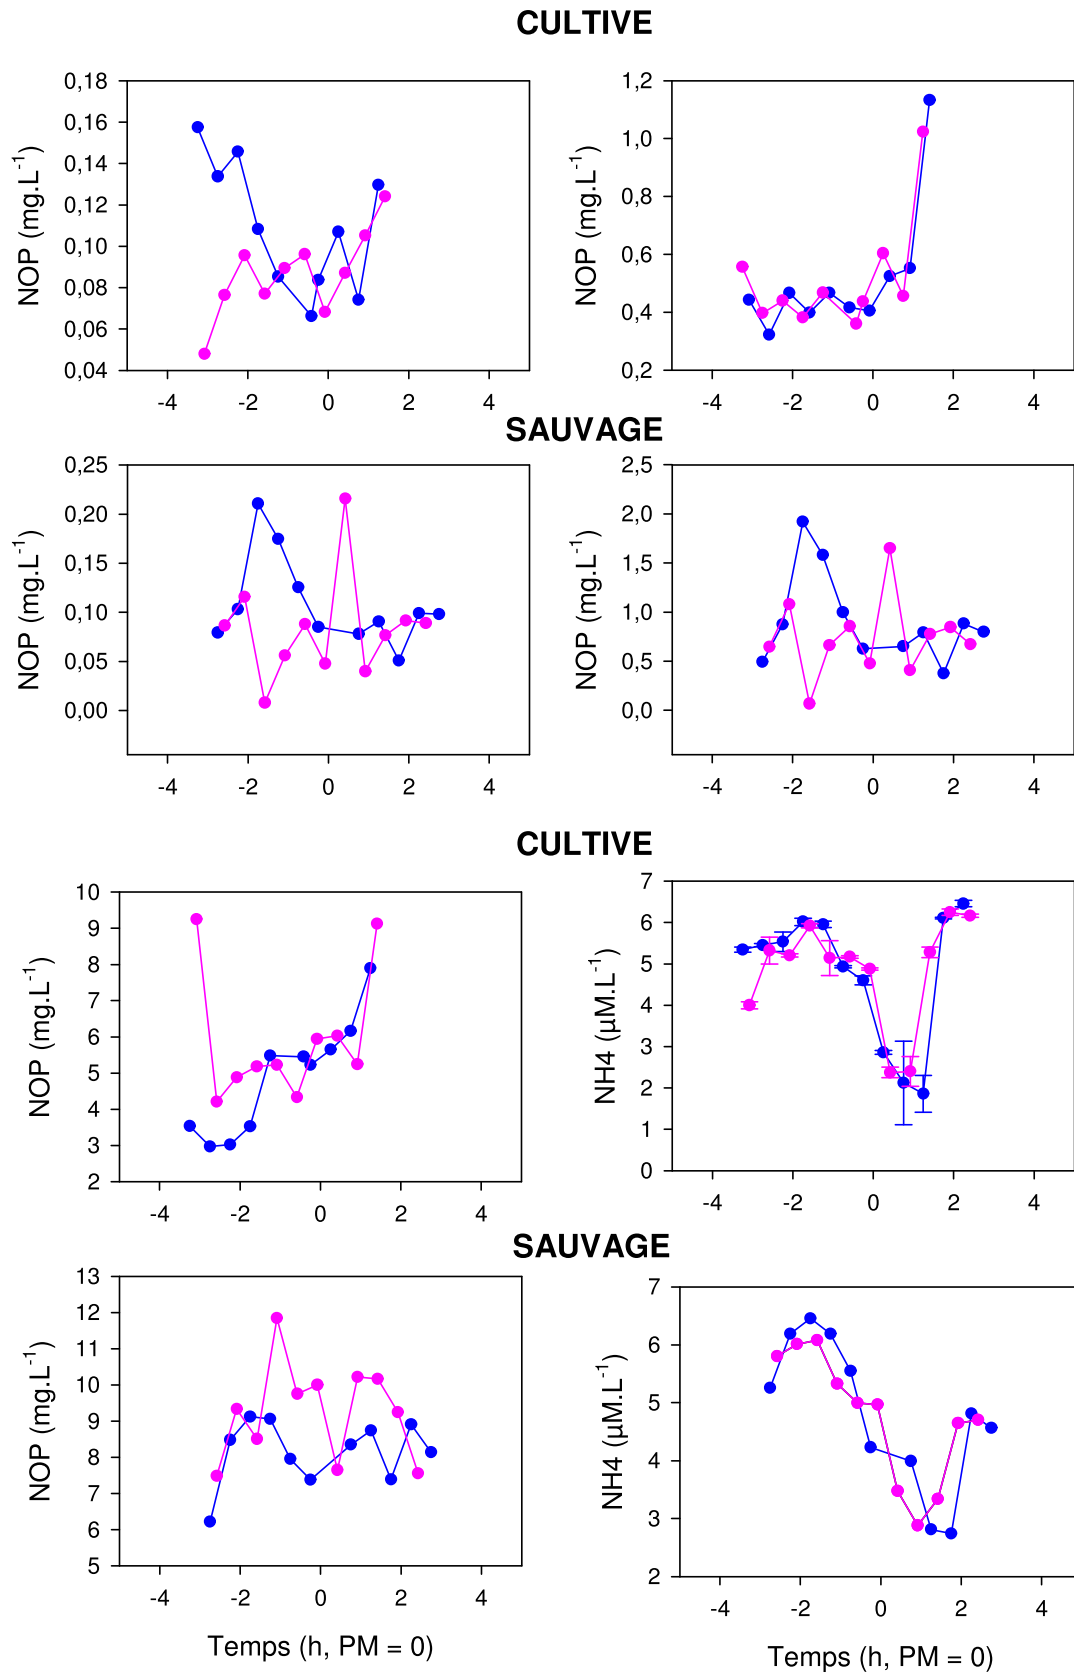 CULTIVE
NOP (mg.L⁻¹)
0,18
0,16
0,14
0,12
0,10
0,08
0,06
0,04
-4 -2 0 2 4
NOP (mg.L⁻¹)
1,2
1,0
0,8
0,6
0,4
0,2
-4 -2 0 2 4
SAUVAGE
NOP (mg.L⁻¹)
0,25
0,20
0,15
0,10
0,05
0,00
-4 -2 0 2 4
NOP (mg.L⁻¹)
2,5
2,0
1,5
1,0
0,5
0,0
-4 -2 0 2 4
CULTIVE
NOP (mg.L⁻¹)
10
9
8
7
6
5
4
3
2
-4 -2 0 2 4
NH4 (µM.L⁻¹)
7
6
5
4
3
2
1
0
-4 -2 0 2 4
SAUVAGE
NOP (mg.L⁻¹)
13
12
11
10
9
8
7
6
5
-4 -2 0 2 4
Temps (h, PM = 0)
NH4 (µM.L⁻¹)
7
6
5
4
3
2
-4 -2 0 2 4
Temps (h, PM = 0)